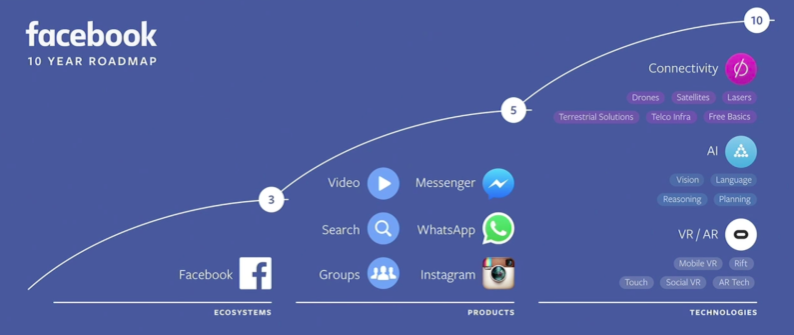 facebook
10 YEAR ROADMAP
3
5
10
Facebook
ECOSYSTEMS
Video
Messenger
Search
WhatsApp
Groups
Instagram
PRODUCTS
Connectivity
Drones Satellites Lasers
Terrestrial Solutions Telco Infra Free Basics
AI
Vision Language
Reasoning Planning
VR / AR
Mobile VR Rift
Touch Social VR AR Tech
TECHNOLOGIES